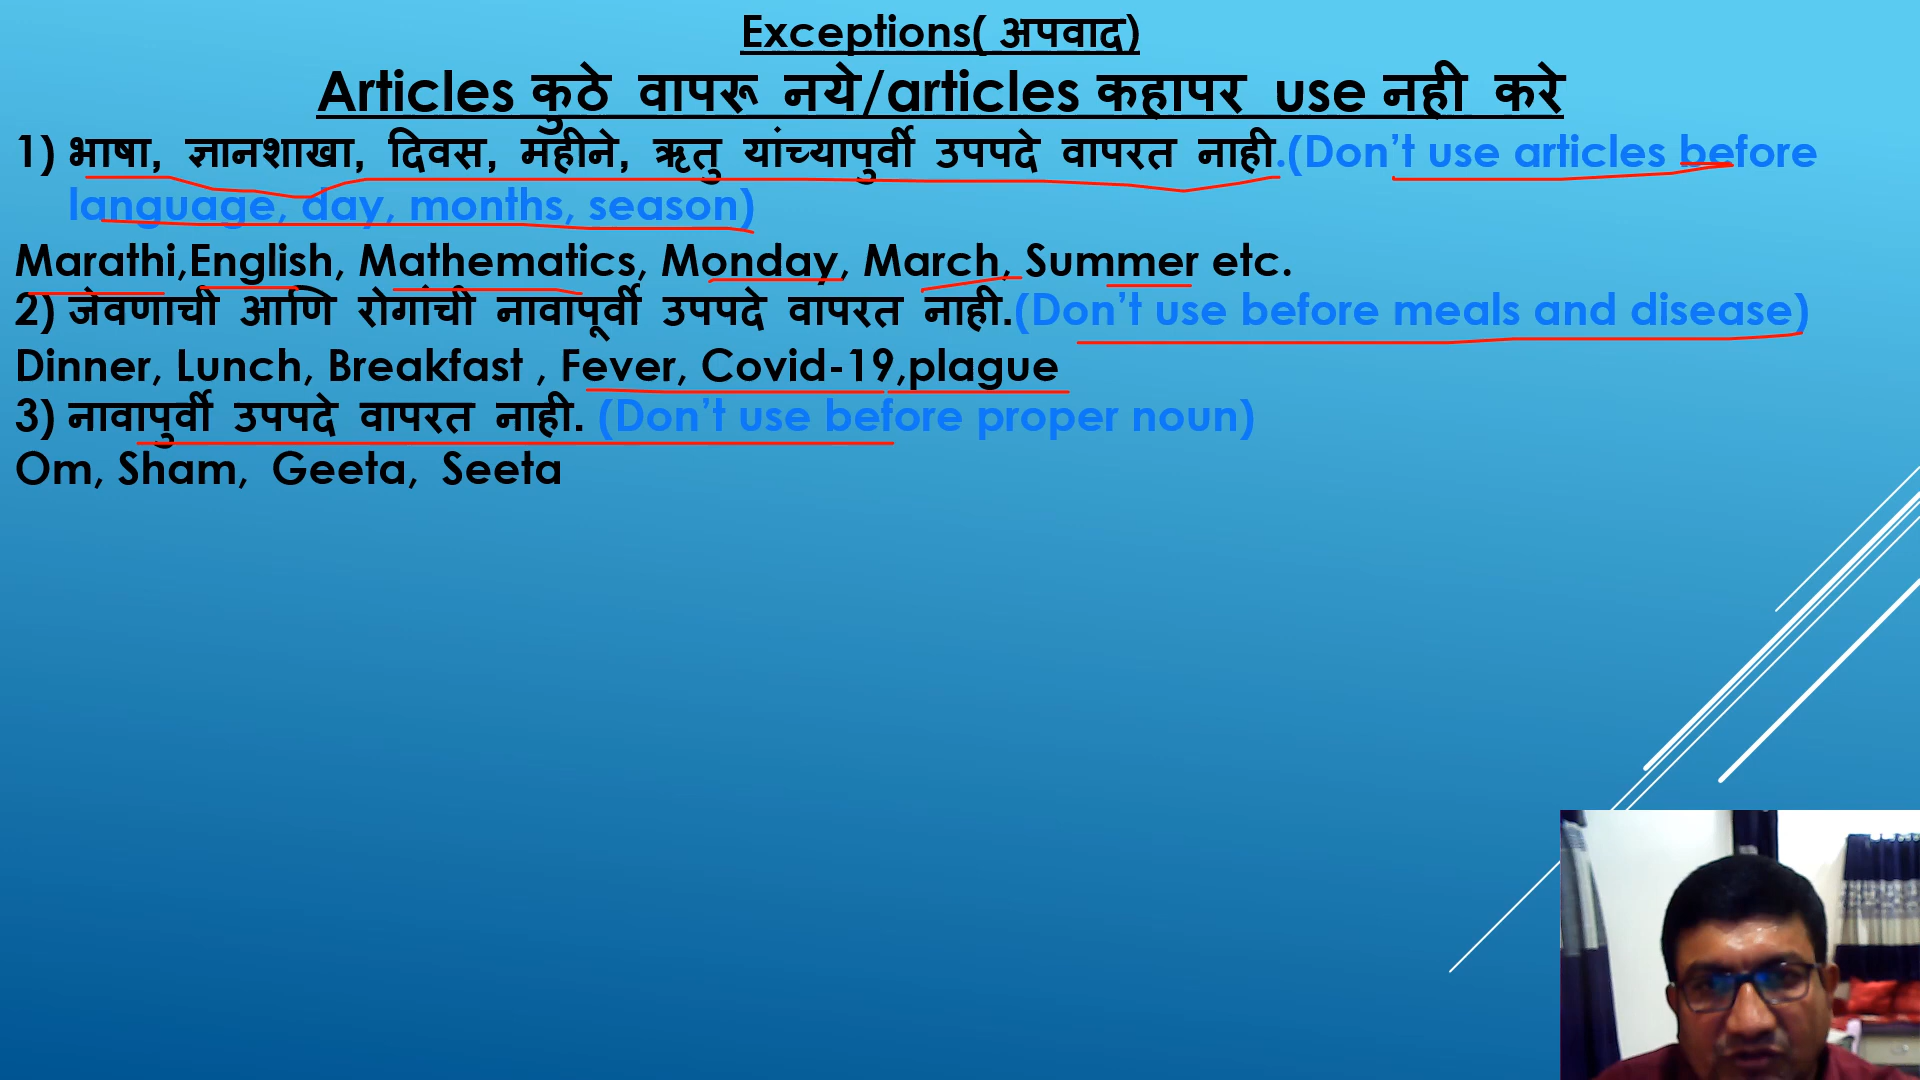 Exceptions( अपवाद)
Articles कुठे वापरू नये/articles कहापर use नही करे
1) भाषा, ज्ञानशाखा, दिवस, महीने, ऋतु यांच्यापुर्वी उपपदे वापरत नाही.(Don't use articles before
language, day, months, season)
Marathi,English, Mathematics, Monday, March, Summer etc.
2) जेवणाची आणि रोगांची नावापूर्वी उपपदे वापरत नाही.(Don't use before meals and disease)
Dinner, Lunch, Breakfast , Fever, Covid-19,plague
3) नावापुर्वी उपपदे वापरत नाही. (Don't use before proper noun)
Om, Sham, Geeta, Seeta